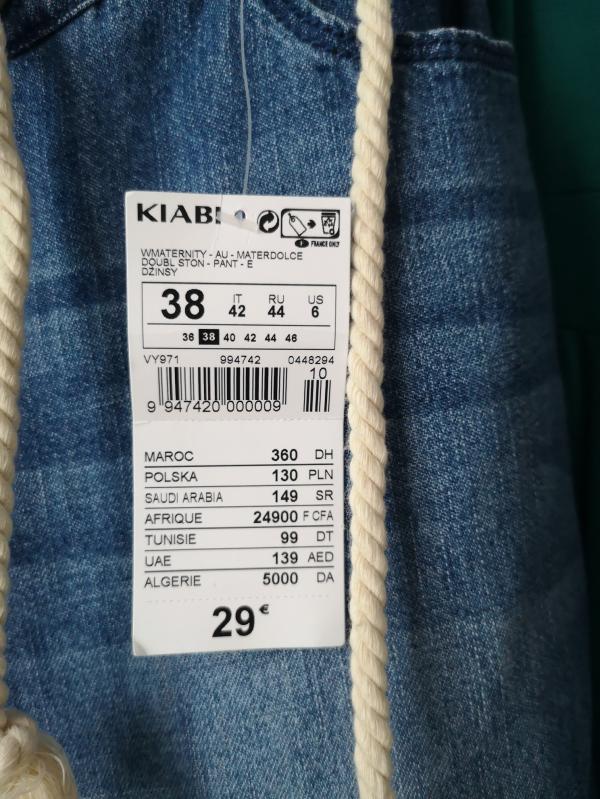 KIABI
FRANCE ONLY
WMATERNITY - AU - MATERDOLCE
DOUBL STON - PANT - E
DZINSY
38 IT 42 RU 44 US 6
36 38 40 42 44 46
VY971 994742 0448294
10
9 947420 000009
MAROC 360 DH
POLSKA 130 PLN
SAUDI ARABIA 149 SR
AFRIQUE 24900 F CFA
TUNISIE 99 DT
UAE 139 AED
ALGERIE 5000 DA
29€